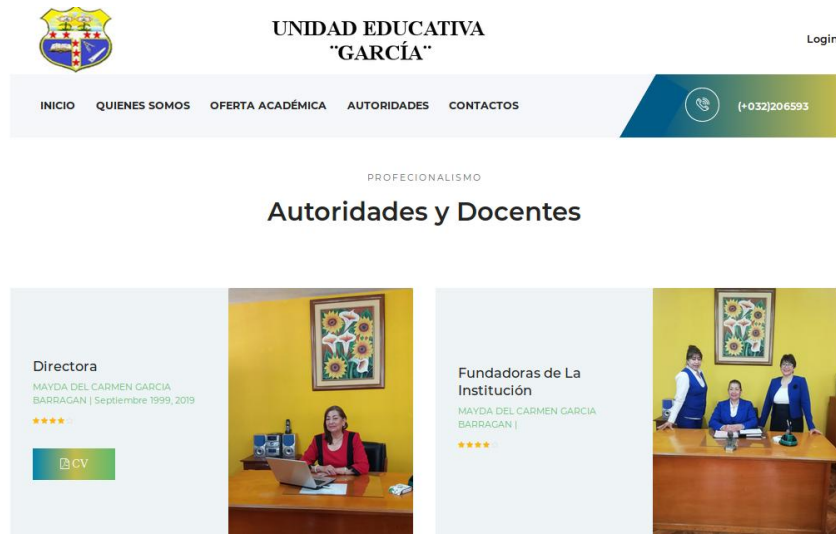 UNIDAD EDUCATIVA
¨GARCÍA¨
Login
INICIO QUIENES SOMOS OFERTA ACADÉMICA AUTORIDADES CONTACTOS
(+032)206593
PROFECIONALISMO
Autoridades y Docentes
Directora
MAYDA DEL CARMEN GARCIA
BARRAGAN | Septiembre 1999, 2019
CV
Fundadoras de La
Institución
MAYDA DEL CARMEN GARCIA
BARRAGAN |